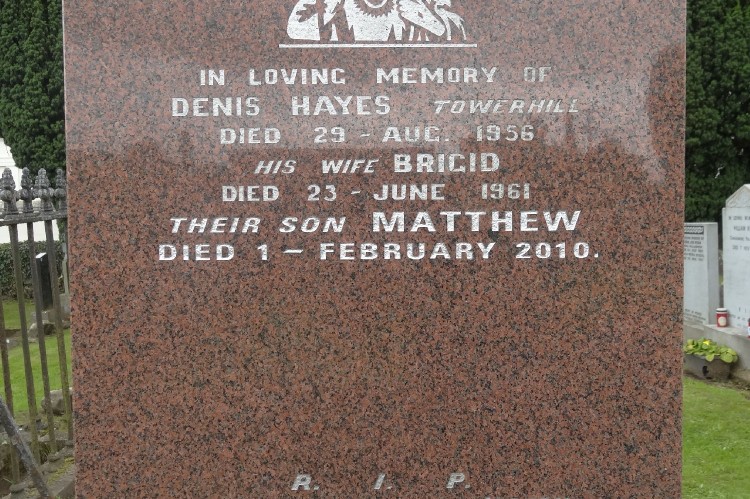 IN LOVING MEMORY OF
DENIS HAYES TOWERHILL
DIED 29 - AUG. 1956
HIS WIFE BRIGID
DIED 23 - JUNE 1961
THEIR SON MATTHEW
DIED 1 - FEBRUARY 2010.
R. I. P.